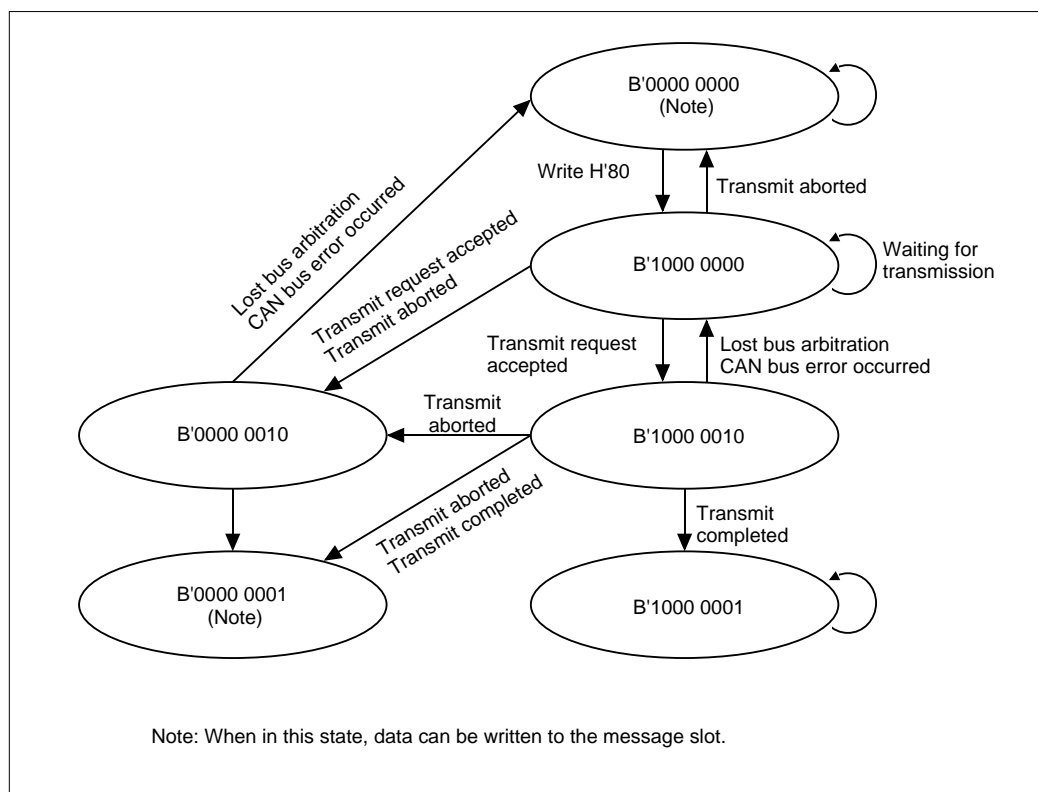 B'0000 0000
(Note)
Write H'80
Transmit aborted
Lost bus arbitration
CAN bus error occurred
Transmit request accepted
Transmit aborted
B'1000 0000
Waiting for
transmission
Transmit request
accepted
Lost bus arbitration
CAN bus error occurred
B'0000 0010
Transmit
aborted
B'1000 0010
Transmit aborted
Transmit completed
Transmit
completed
B'0000 0001
(Note)
B'1000 0001
Note: When in this state, data can be written to the message slot.